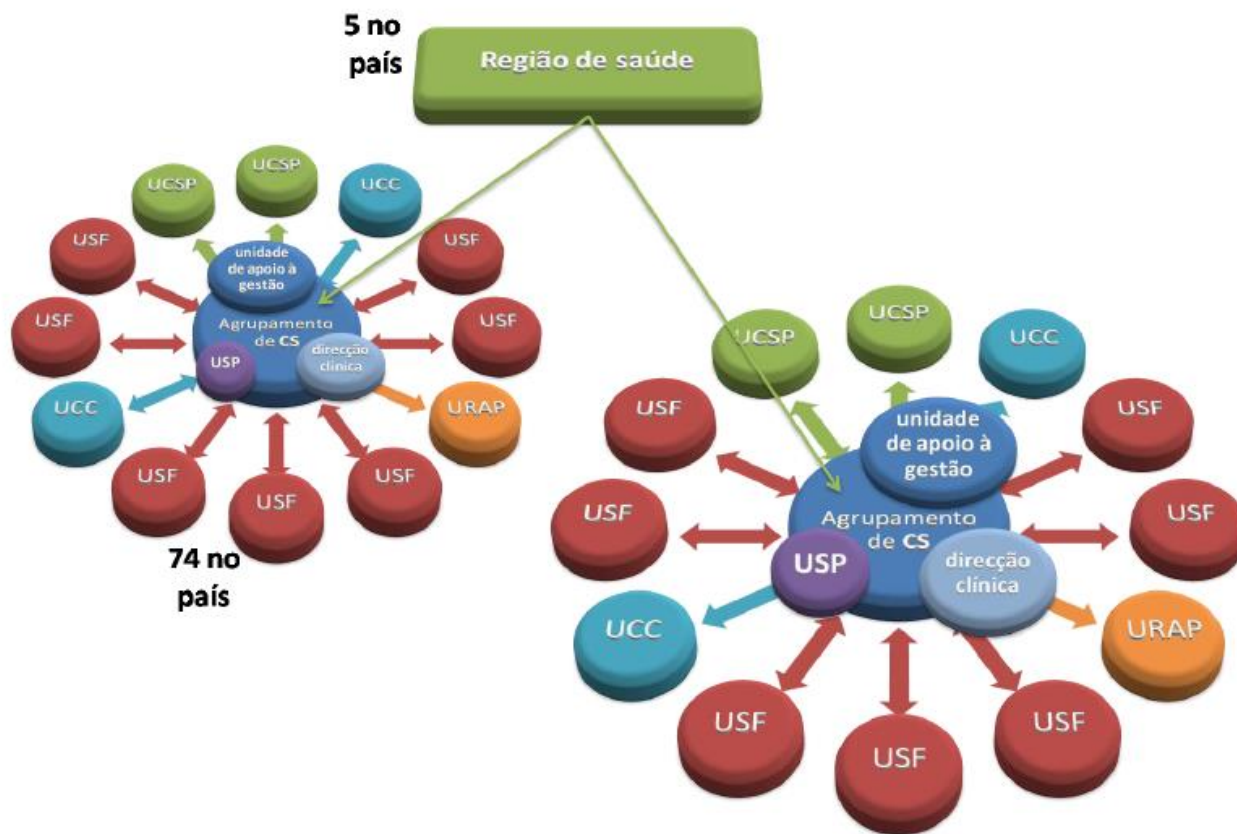 5 no
país
Região de saúde
UCSP
UCSP
UCC
USF
USF
unidade
de apoio à
gestão
USF
USF
Agrupamento
de CS
USP
direcção
clínica
UCC
URAP
USF
USF
USF
74 no
país
UCSP
UCSP
UCC
USF
USF
unidade
de apoio à
gestão
USF
USF
Agrupamento
de CS
USP
direcção
clínica
UCC
URAP
USF
USF
USF